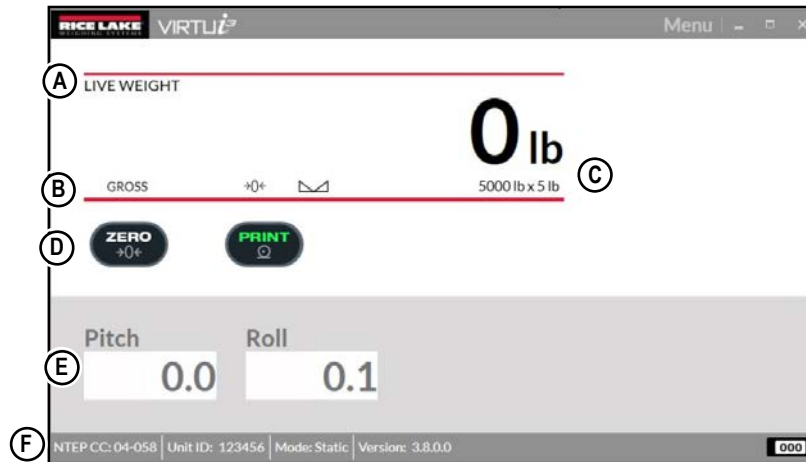 RICE LAKE WEIGHING SYSTEMS VIRTUi³ Menu
A LIVE WEIGHT
0 lb
B GROSS →0← 5000 lb x 5 lb C
D ZERO →0← PRINT
Pitch Roll
E 0.0 0.1
F NTEP CC: 04-058 Unit ID: 123456 Mode: Static Version: 3.8.0.0 000